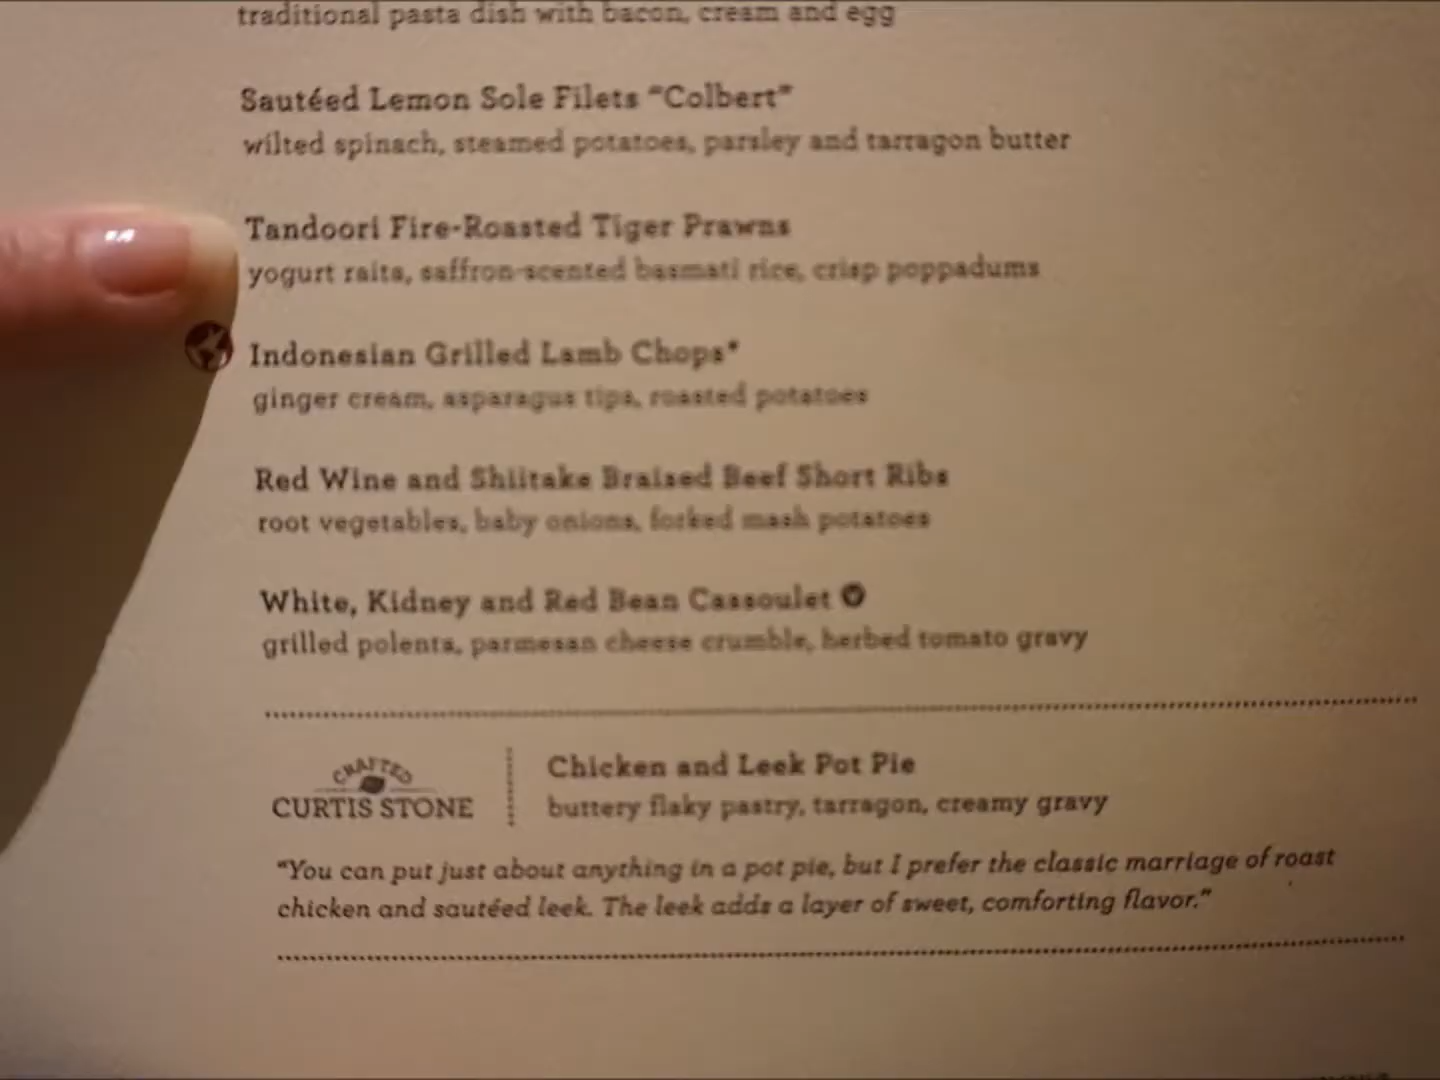 traditional pasta dish with bacon, cream and egg
Sautéed Lemon Sole Filets "Colbert"
wilted spinach, steamed potatoes, parsley and tarragon butter
Tandoori Fire-Roasted Tiger Prawns
yogurt raita, saffron-scented basmati rice, crisp poppadums
Indonesian Grilled Lamb Chops*
ginger cream, asparagus tips, roasted potatoes
Red Wine and Shiitake Braised Beef Short Ribs
root vegetables, baby onions, forked mash potatoes
White, Kidney and Red Bean Cassoulet
grilled polenta, parmesan cheese crumble, herbed tomato gravy
CRAFTED
CURTIS STONE
Chicken and Leek Pot Pie
buttery flaky pastry, tarragon, creamy gravy
"You can put just about anything in a pot pie, but I prefer the classic marriage of roast
chicken and sautéed leek. The leek adds a layer of sweet, comforting flavor."